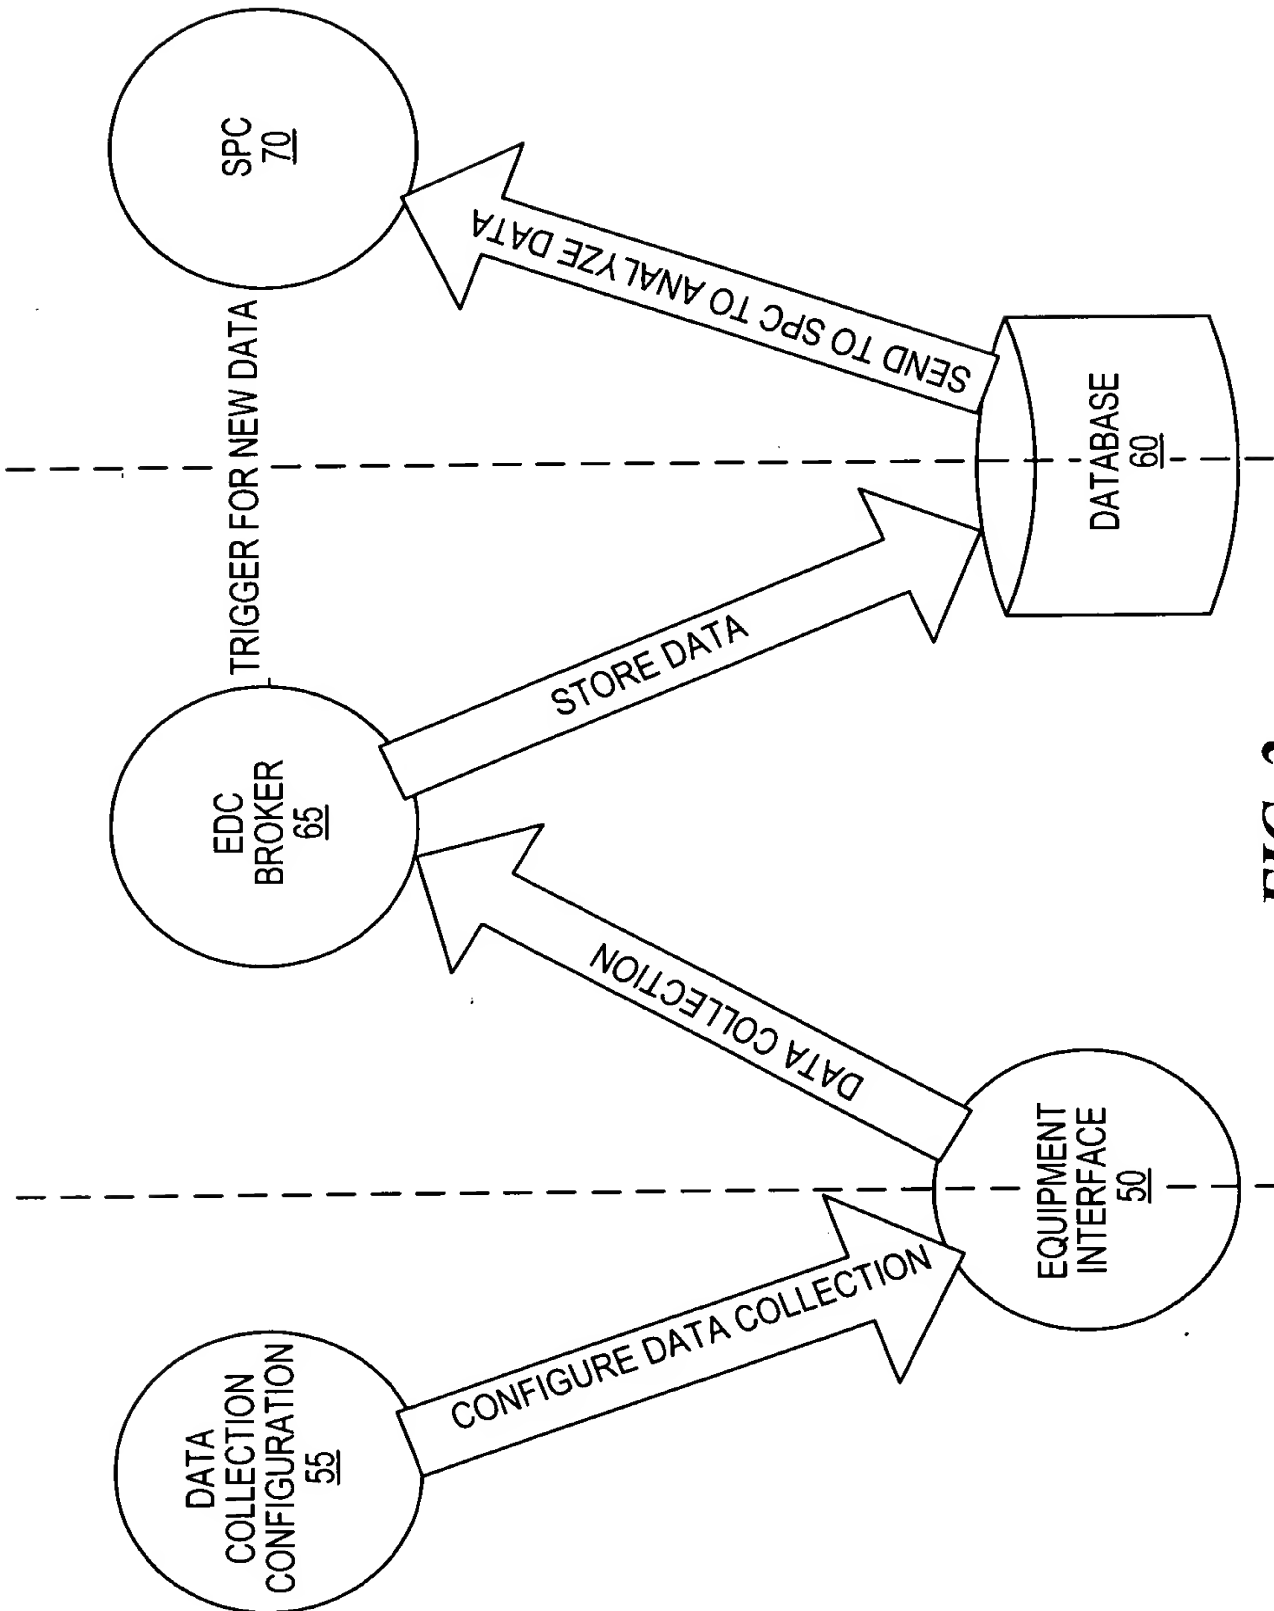 DATA
COLLECTION
CONFIGURATION
55
CONFIGURE DATA COLLECTION
EQUIPMENT
INTERFACE
50
DATA COLLECTION
EDC
BROKER
65
TRIGGER FOR NEW DATA
STORE DATA
DATABASE
60
SEND TO SPC TO ANALYZE DATA
SPC
70